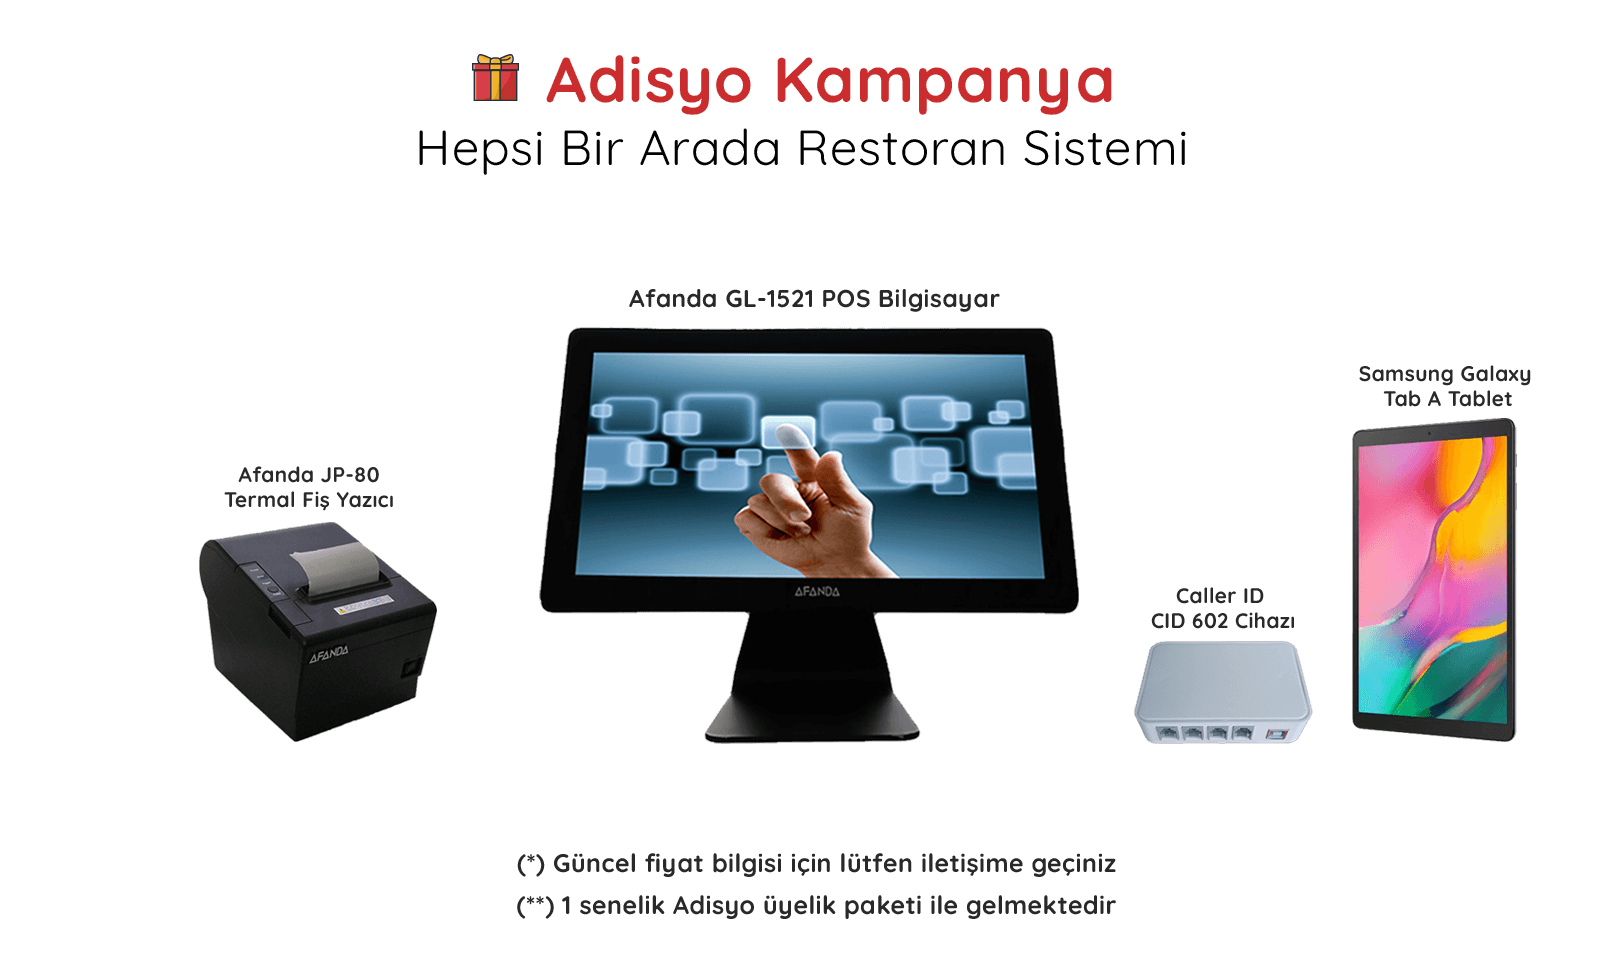 Adisyo Kampanya
Hepsi Bir Arada Restoran Sistemi
Afanda GL-1521 POS Bilgisayar
Samsung Galaxy
Tab A Tablet
Afanda JP-80
Termal Fiş Yazıcı
AFANDA
Caller ID
CID 602 Cihazı
AFANDA
(*) Güncel fiyat bilgisi için lütfen iletişime geçiniz
(**) 1 senelik Adisyo üyelik paketi ile gelmektedir